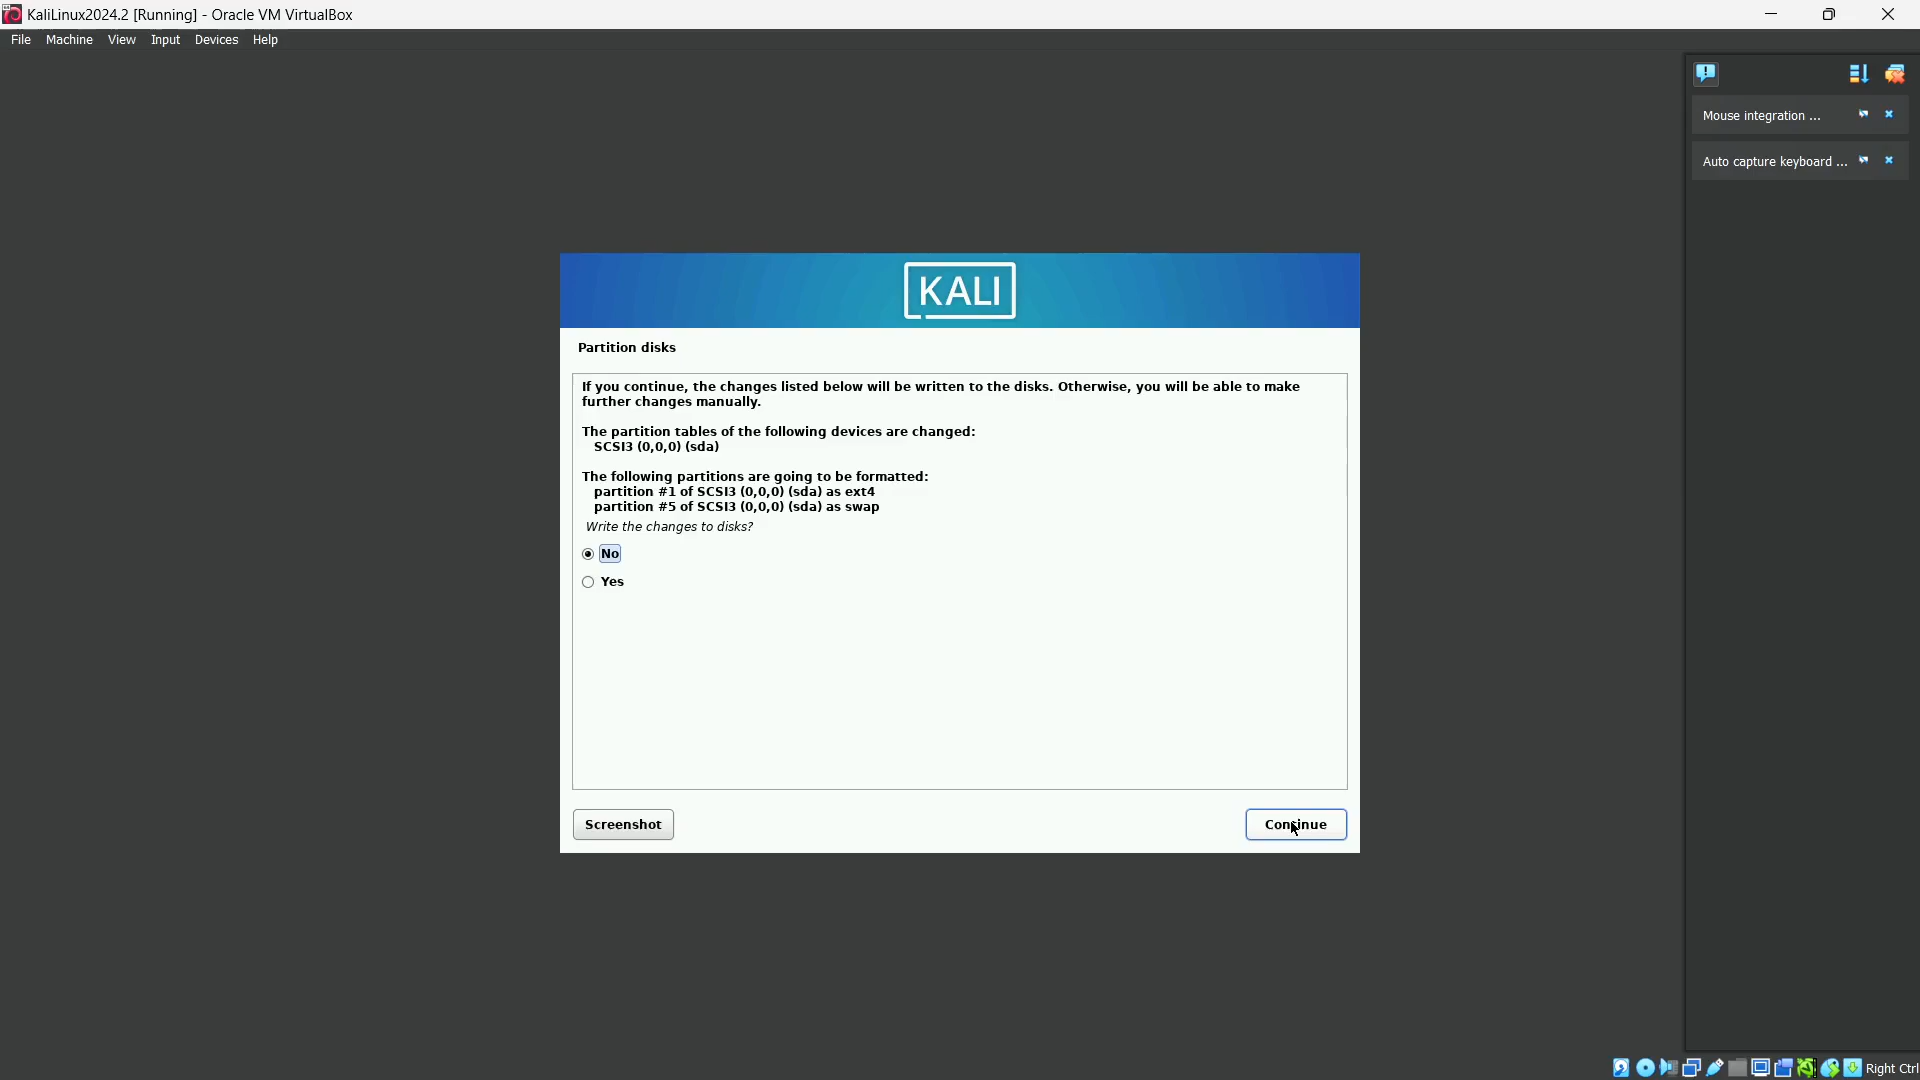 KaliLinux2024.2 [Running] - Oracle VM VirtualBox
File Machine View Input Devices Help
Mouse integration ...
Auto capture keyboard ...
KALI
Partition disks
If you continue, the changes listed below will be written to the disks. Otherwise, you will be able to make
further changes manually.
The partition tables of the following devices are changed:
SCSI3 (0,0,0) (sda)
The following partitions are going to be formatted:
partition #1 of SCSI3 (0,0,0) (sda) as ext4
partition #5 of SCSI3 (0,0,0) (sda) as swap
Write the changes to disks?
No
Yes
Screenshot
Continue
Right Ctrl